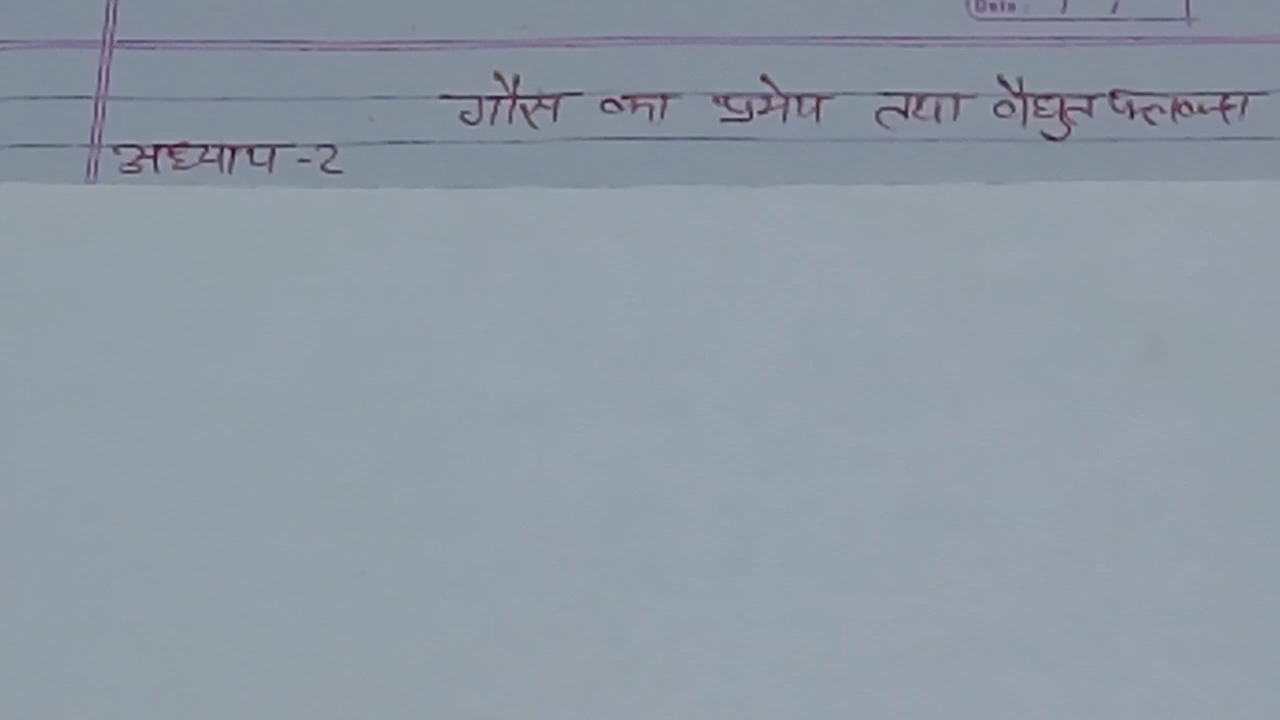 Date : / /
गौस का प्रमेय तथा वैद्युत फ्लक्स
अध्याय -2